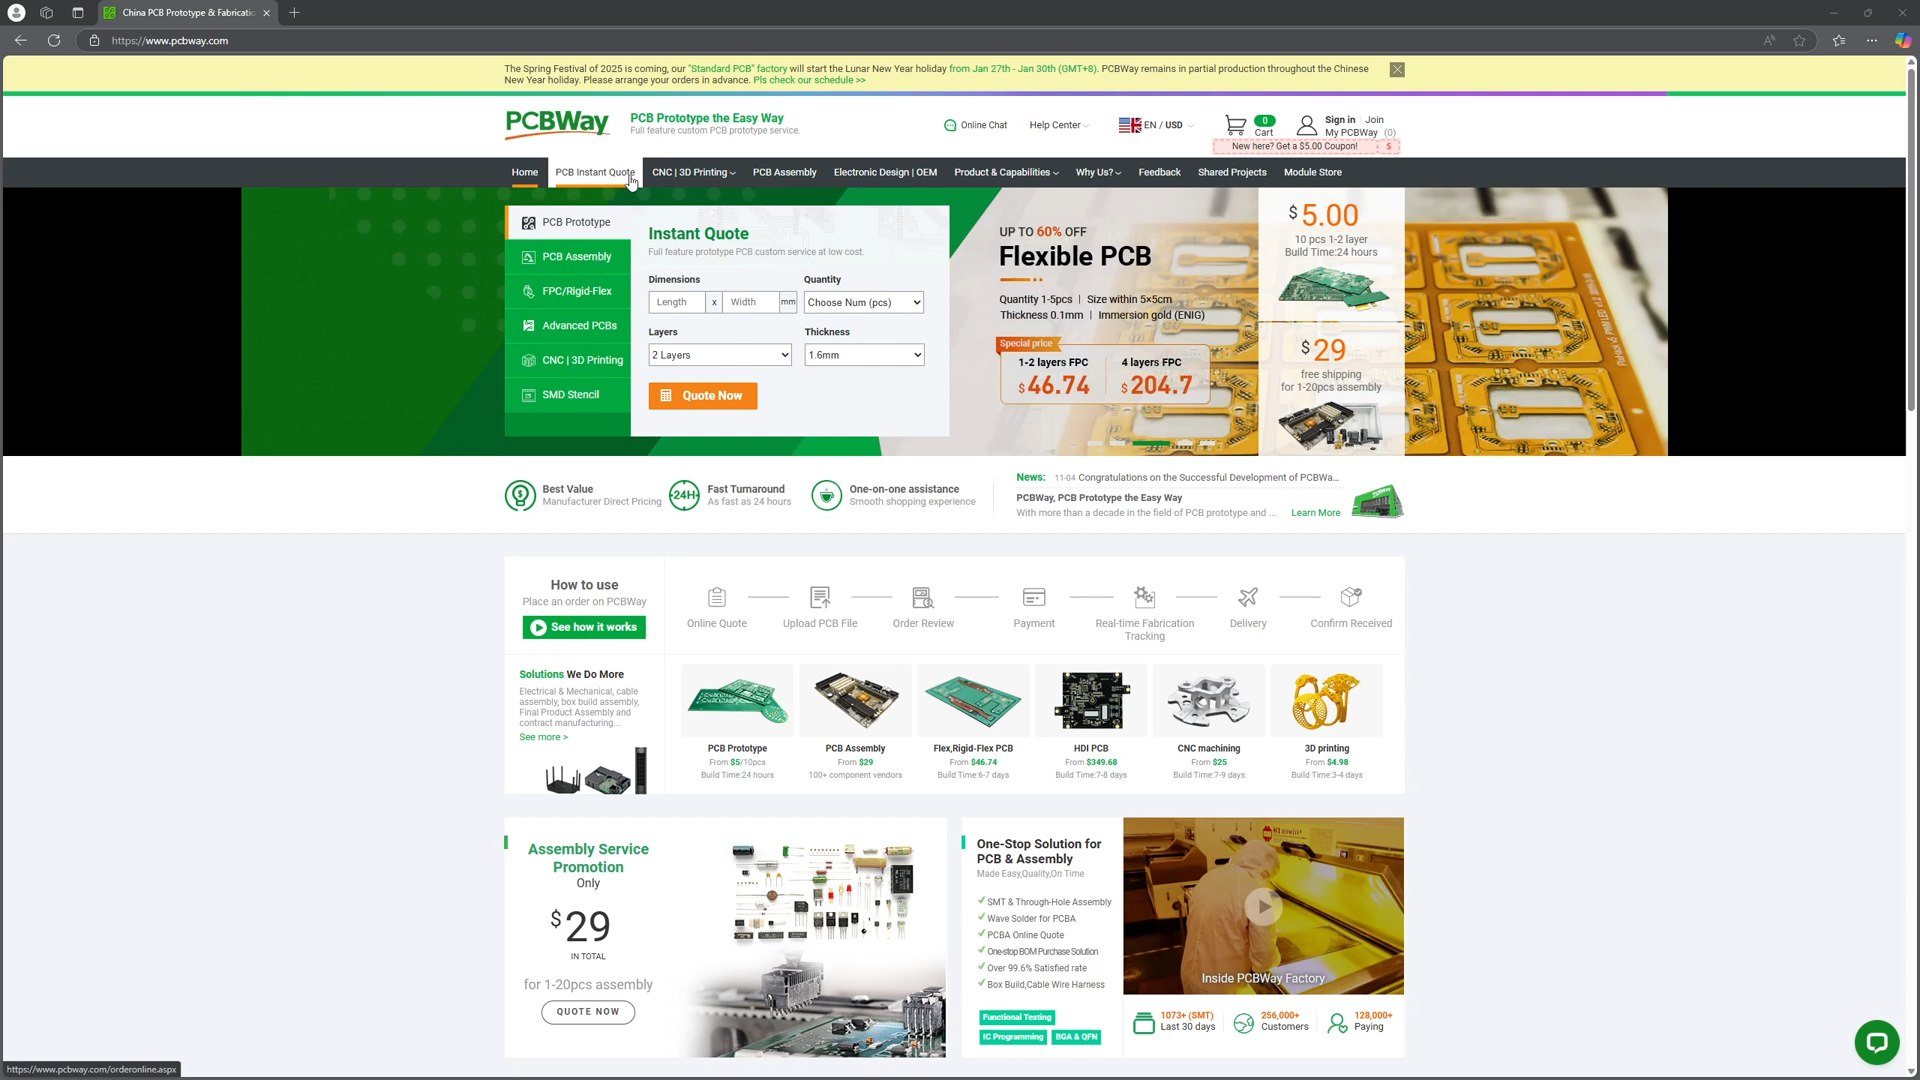 China PCB Prototype & Fabricatio
https://www.pcbway.com
The Spring Festival of 2025 is coming, our "Standard PCB" factory will start the Lunar New Year holiday from Jan 27th - Jan 30th (GMT+8). PCBWay remains in partial production throughout the Chinese
New Year holiday. Please arrange your orders in advance. Pls check our schedule >>
PCBWay
PCB Prototype the Easy Way
Full feature custom PCB prototype service.
Online Chat
Help Center
EN / USD
0
Cart
Sign in
Join
My PCBWay (0)
New here? Get a $5.00 Coupon!
$
Home
PCB Instant Quote
CNC | 3D Printing
PCB Assembly
Electronic Design | OEM
Product & Capabilities
Why Us?
Feedback
Shared Projects
Module Store
PCB Prototype
PCB Assembly
FPC/Rigid-Flex
Advanced PCBs
CNC | 3D Printing
SMD Stencil
Instant Quote
Full feature prototype PCB custom service at low cost.
Dimensions
Quantity
Length
x
Width
mm
Choose Num (pcs)
Layers
Thickness
2 Layers
1.6mm
Quote Now
UP TO 60% OFF
Flexible PCB
Quantity 1-5pcs | Size within 5×5cm
Thickness 0.1mm | Immersion gold (ENIG)
Special price
1-2 layers FPC
$46.74
4 layers FPC
$204.7
$5.00
10 pcs 1-2 layer
Build Time:24 hours
$29
free shipping
for 1-20pcs assembly
Best Value
Manufacturer Direct Pricing
24H
Fast Turnaround
As fast as 24 hours
One-on-one assistance
Smooth shopping experience
News:
11-04 Congratulations on the Successful Development of PCBWa...
PCBWay, PCB Prototype the Easy Way
With more than a decade in the field of PCB prototype and ...
Learn More
How to use
Place an order on PCBWay
See how it works
Online Quote
Upload PCB File
Order Review
Payment
Real-time Fabrication
Tracking
Delivery
Confirm Received
Solutions We Do More
Electrical & Mechanical, cable
assembly, box build assembly,
Final Product Assembly and
contract manufacturing...
See more >
PCB Prototype
From $5/10pcs
Build Time:24 hours
PCB Assembly
From $29
100+ component vendors
Flex,Rigid-Flex PCB
From $46.74
Build Time:6-7 days
HDI PCB
From $349.68
Build Time:7-8 days
CNC machining
From $25
Build Time:7-9 days
3D printing
From $4.98
Build Time:3-4 days
Assembly Service
Promotion
Only
$29
IN TOTAL
for 1-20pcs assembly
QUOTE NOW
One-Stop Solution for
PCB & Assembly
Made Easy,Quality,On Time
SMT & Through-Hole Assembly
Wave Solder for PCBA
PCBA Online Quote
One-stop BOM Purchase Solution
Over 99.6% Satisfied rate
Box Build,Cable Wire Harness
Functional Testing
IC Programming
BGA & QFN
Inside PCBWay Factory
1073+ (SMT)
Last 30 days
256,000+
Customers
128,000+
Paying
https://www.pcbway.com/orderonline.aspx